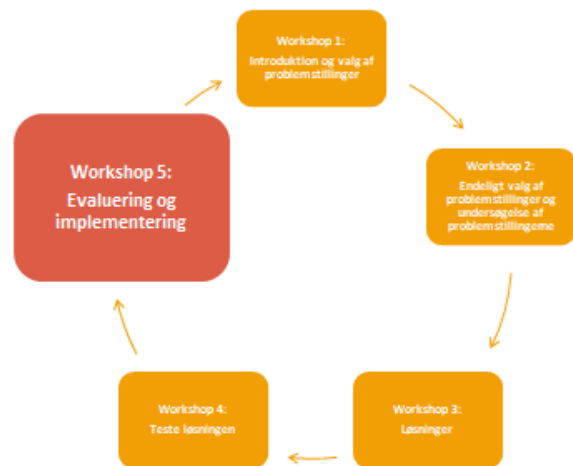 Workshop 1:
Introduktion og valg af
problemstillinger
Workshop 2:
Endeligt valg af
problemstillinger og
undersøgelse af
problemstillingerne
Workshop 3:
Løsninger
Workshop 4:
Teste løsningen
Workshop 5:
Evaluering og
implementering